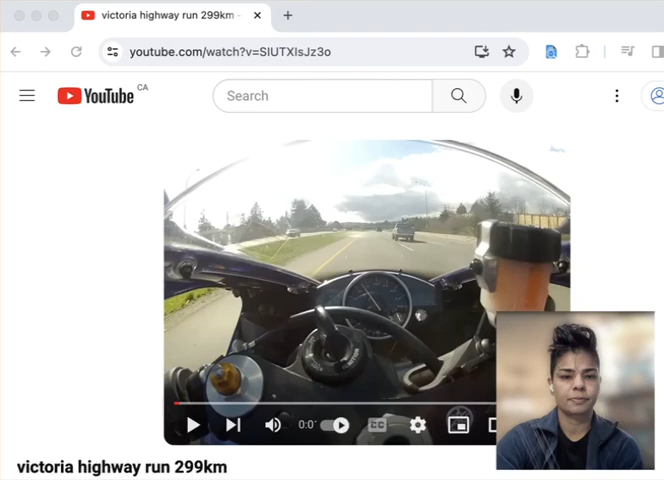 victoria highway run 299km -
youtube.com/watch?v=SIUTXIsJz3o
YouTube CA
Search
0:0
CC
victoria highway run 299km